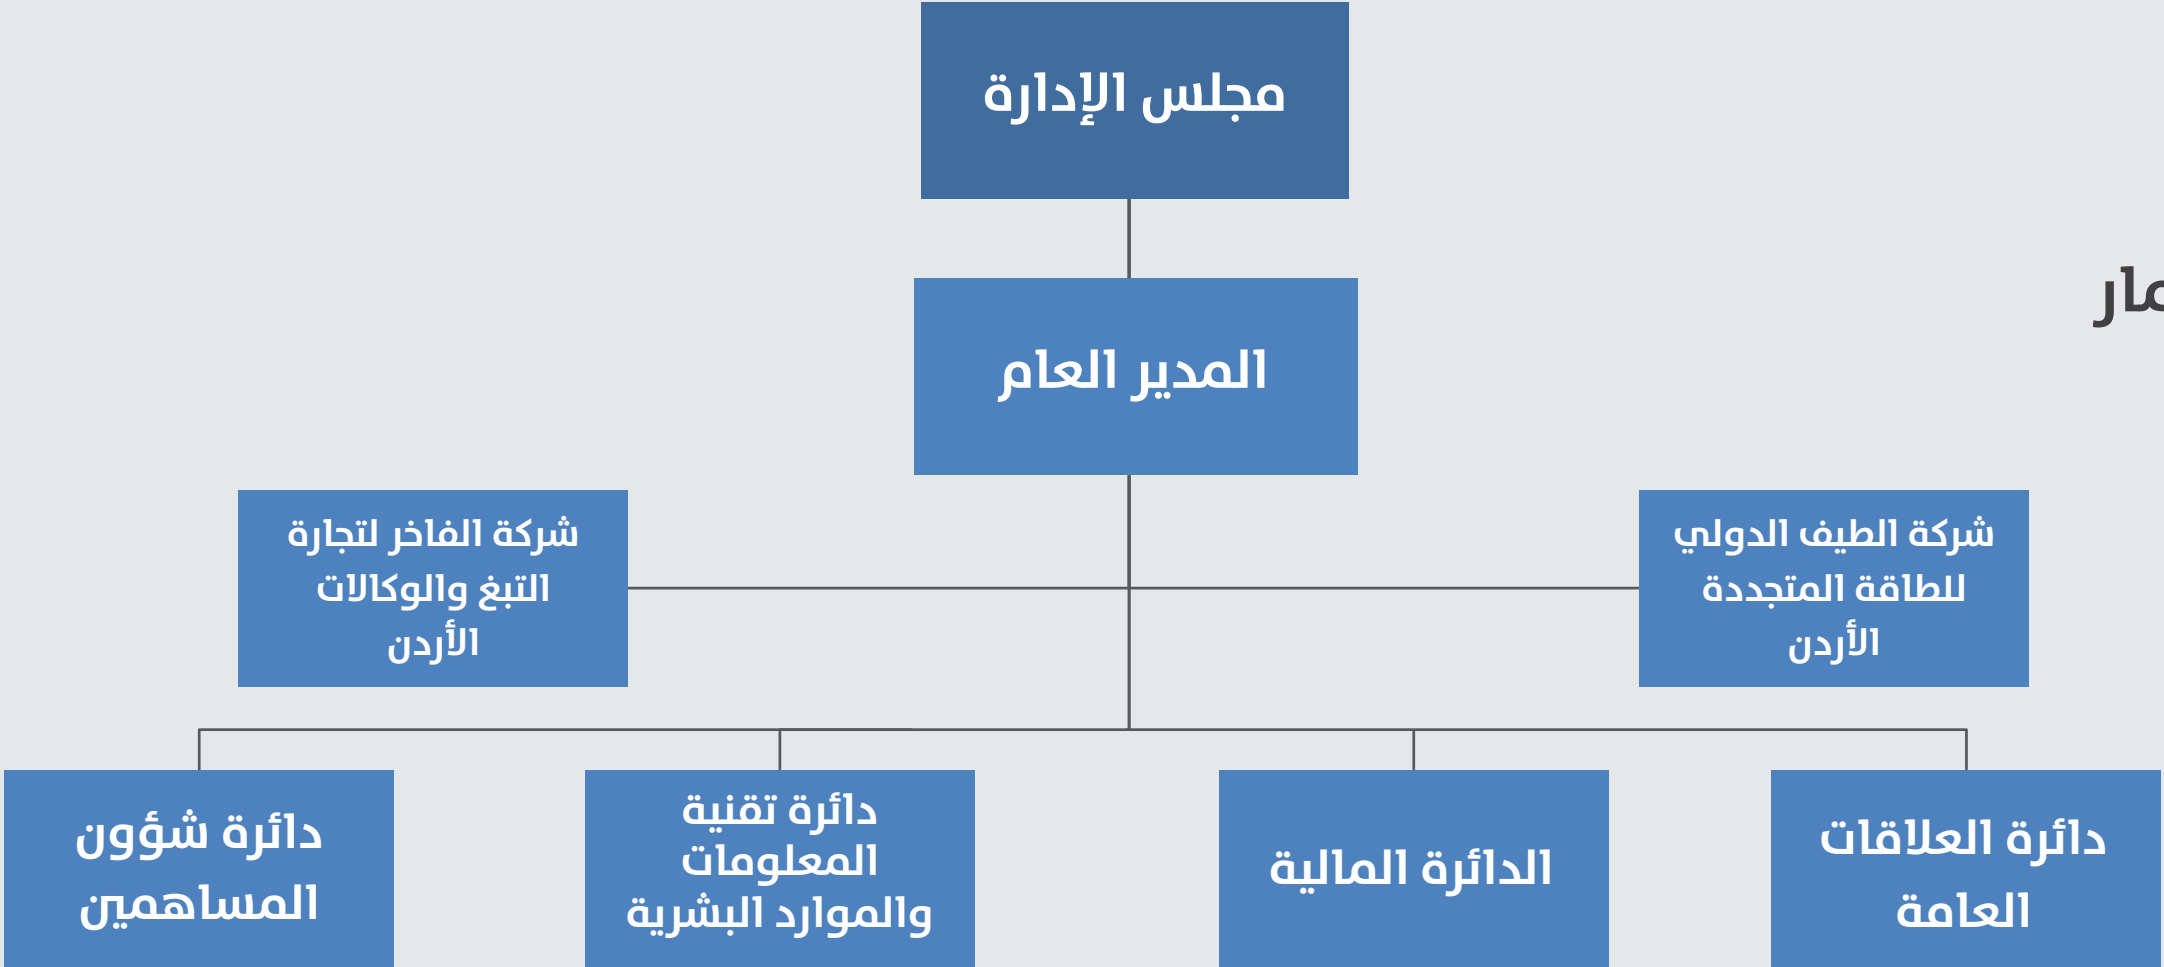 مجلس الإدارة
المدير العام
شركة الطيف الدولي
للطاقة المتجددة
الأردن
شركة الفاخر لتجارة
التبغ والوكالات
الأردن
دائرة العلاقات
العامة
الدائرة المالية
دائرة تقنية
المعلومات
والموارد البشرية
دائرة شؤون
المساهمين